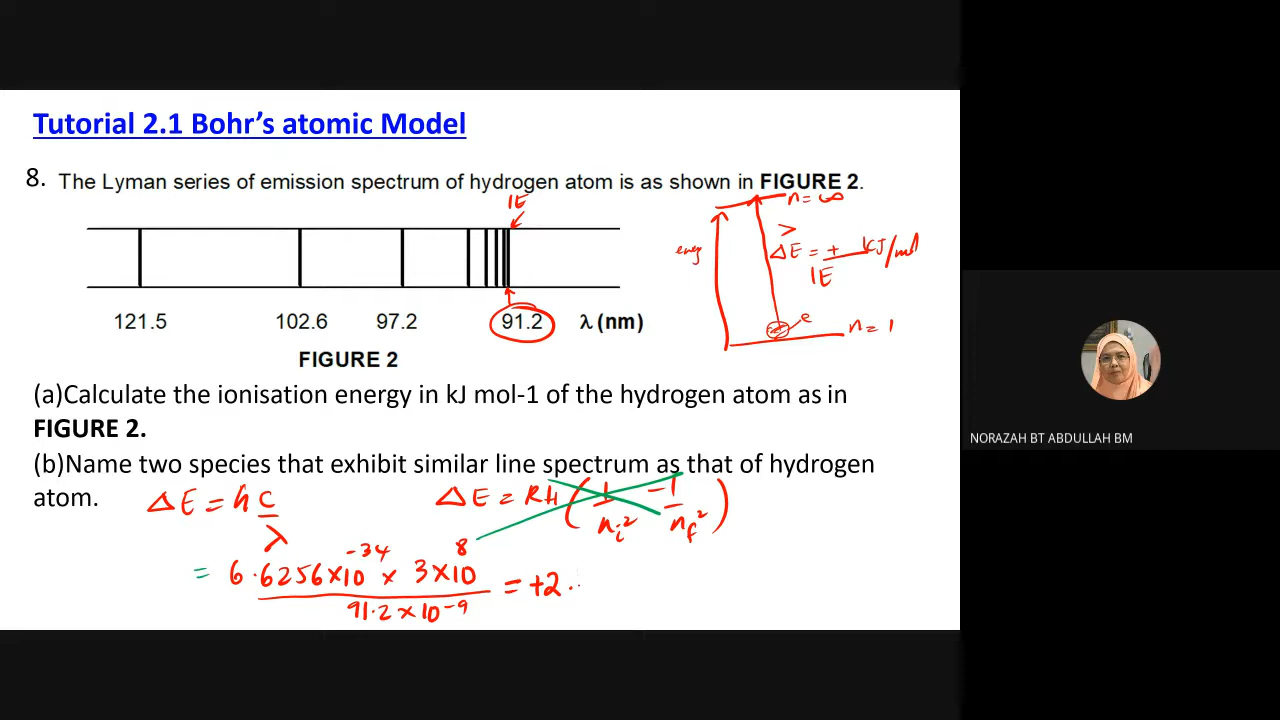 Tutorial 2.1 Bohr's atomic Model
8. The Lyman series of emission spectrum of hydrogen atom is as shown in FIGURE 2.
IE
n = ∞
energy
>
ΔE = + kJ/mol
IE
e
n = 1
121.5 102.6 97.2 91.2 λ (nm)
FIGURE 2
(a)Calculate the ionisation energy in kJ mol-1 of the hydrogen atom as in
FIGURE 2.
(b)Name two species that exhibit similar line spectrum as that of hydrogen
atom.
ΔE = h c/λ
ΔE = RH (1/ni² - 1/nf²)
= 6.6256 × 10^-34 × 3 × 10^8 / 91.2 × 10^-9 = +2.
NORAZAH BT ABDULLAH BM